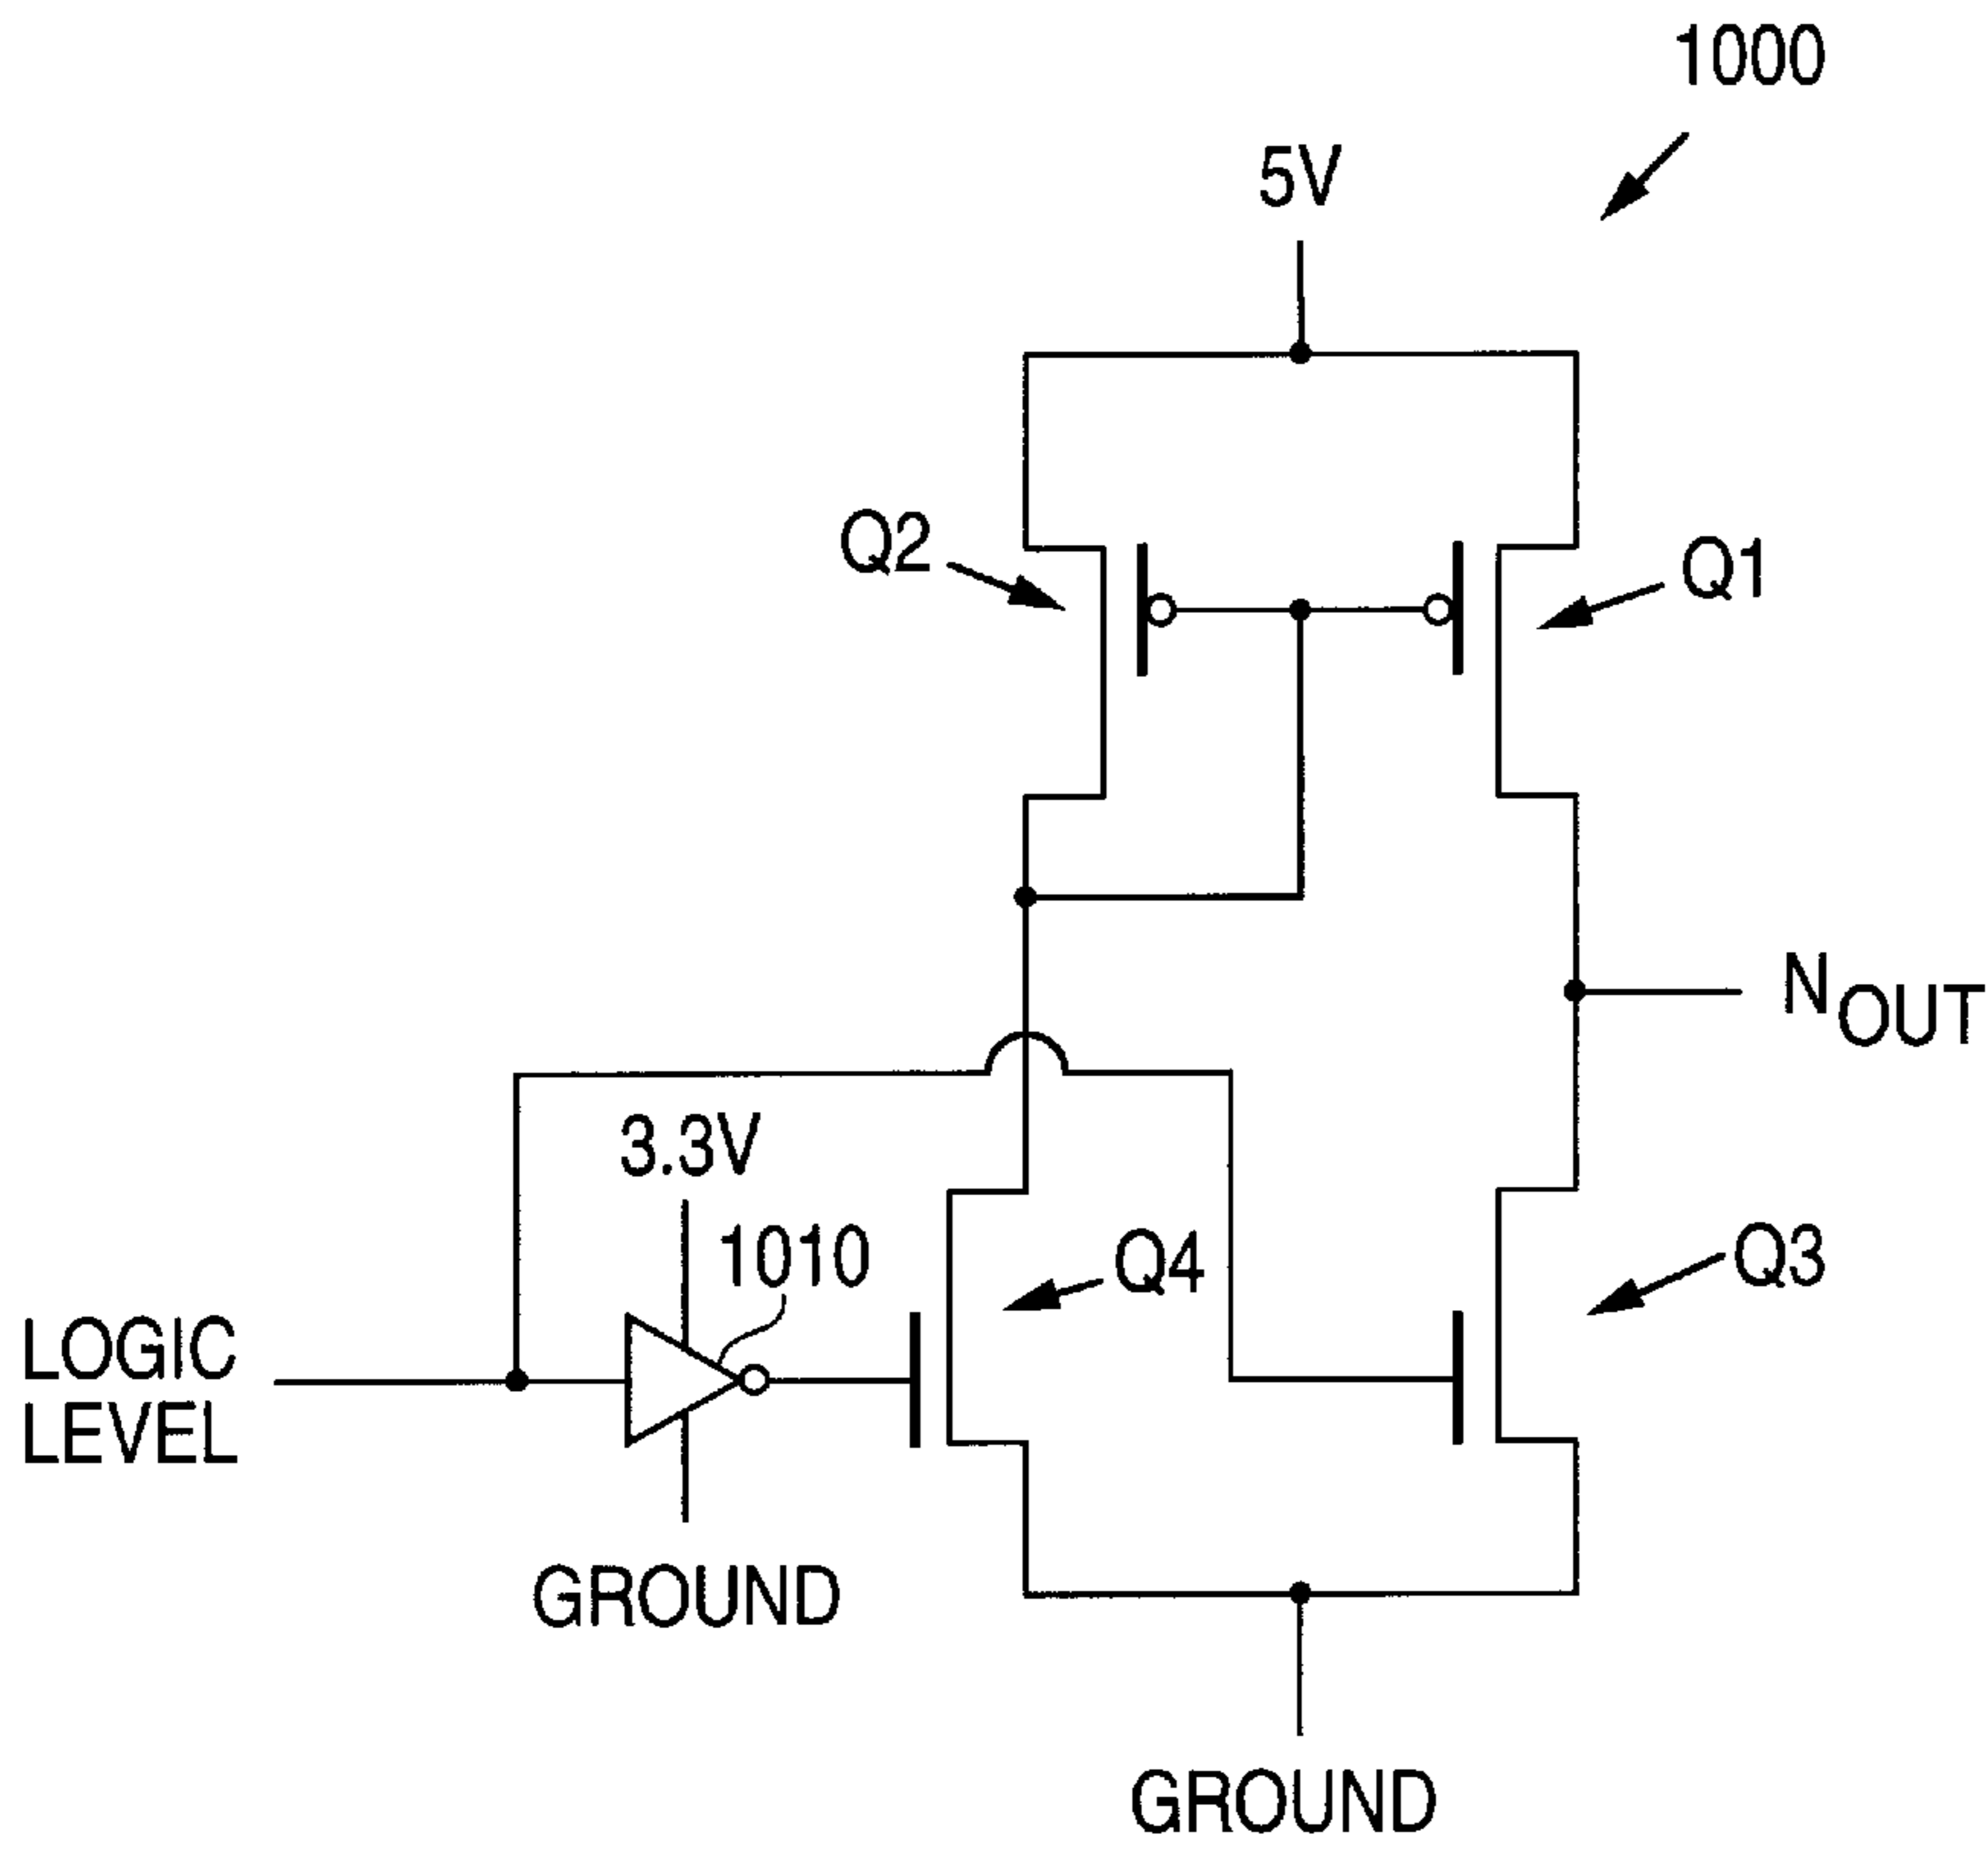 1000
5V
Q2
Q1
NOUT
3.3V
1010
Q4
Q3
LOGIC
LEVEL
GROUND
GROUND